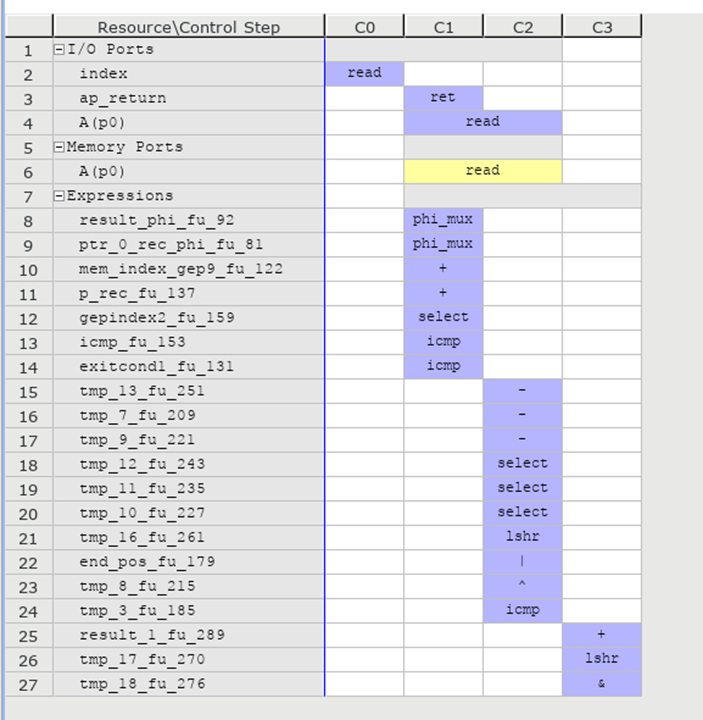 Resource\Control Step C0 C1 C2 C3
1 I/O Ports
2 index read
3 ap_return ret
4 A(p0) read
5 Memory Ports
6 A(p0) read
7 Expressions
8 result_phi_fu_92 phi_mux
9 ptr_0_rec_phi_fu_81 phi_mux
10 mem_index_gep9_fu_122 +
11 p_rec_fu_137 +
12 gepindex2_fu_159 select
13 icmp_fu_153 icmp
14 exitcond1_fu_131 icmp
15 tmp_13_fu_251 -
16 tmp_7_fu_209 -
17 tmp_9_fu_221 -
18 tmp_12_fu_243 select
19 tmp_11_fu_235 select
20 tmp_10_fu_227 select
21 tmp_16_fu_261 lshr
22 end_pos_fu_179 |
23 tmp_8_fu_215 ^
24 tmp_3_fu_185 icmp
25 result_1_fu_289 +
26 tmp_17_fu_270 lshr
27 tmp_18_fu_276 &